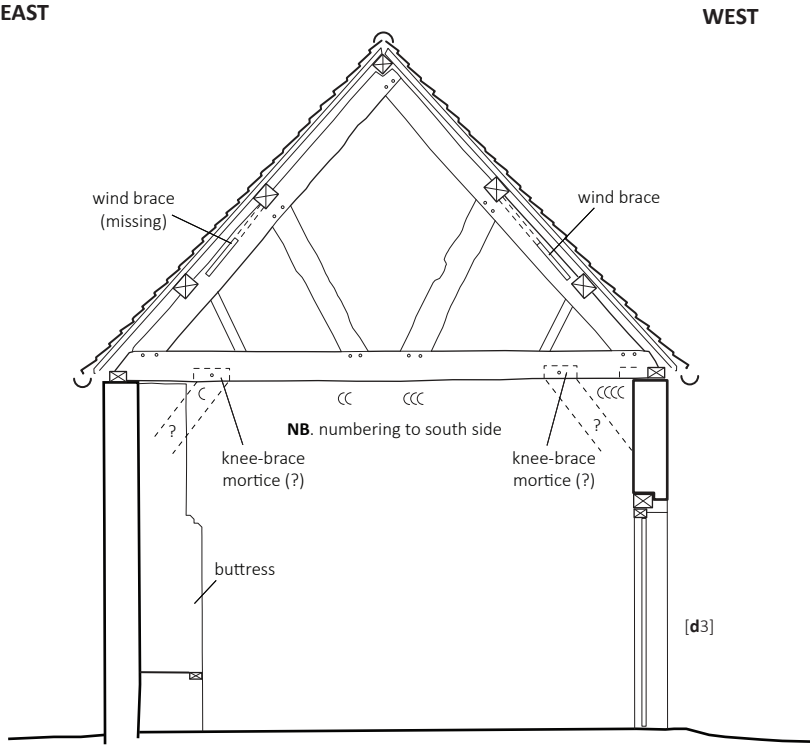 EAST
WEST
wind brace
(missing)
wind brace
?
?
NB. numbering to south side
knee-brace
mortice (?)
knee-brace
mortice (?)
buttress
[d3]